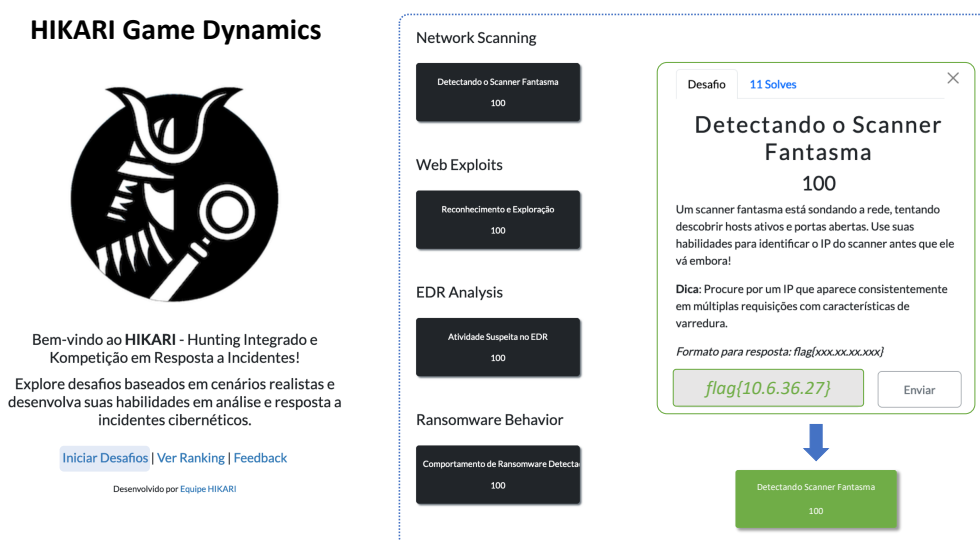 HIKARI Game Dynamics
Bem-vindo ao HIKARI - Hunting Integrado e
Kompetição em Resposta a Incidentes!
Explore desafios baseados em cenários realistas e
desenvolva suas habilidades em análise e resposta a
incidentes cibernéticos.
Iniciar Desafios | Ver Ranking | Feedback
Desenvolvido por Equipe HIKARI
Network Scanning
Detectando o Scanner Fantasma
100
Web Exploits
Reconhecimento e Exploração
100
EDR Analysis
Atividade Suspeita no EDR
100
Ransomware Behavior
Comportamento de Ransomware Detecta
100
Desafio
11 Solves
Detectando o Scanner
Fantasma
100
Um scanner fantasma está sondando a rede, tentando
descobrir hosts ativos e portas abertas. Use suas
habilidades para identificar o IP do scanner antes que ele
vá embora!
Dica: Procure por um IP que aparece consistentemente
em múltiplas requisições com características de
varredura.
Formato para resposta: flag{xxx.xx.xx.xxx}
flag{10.6.36.27}
Enviar
Detectando Scanner Fantasma
100